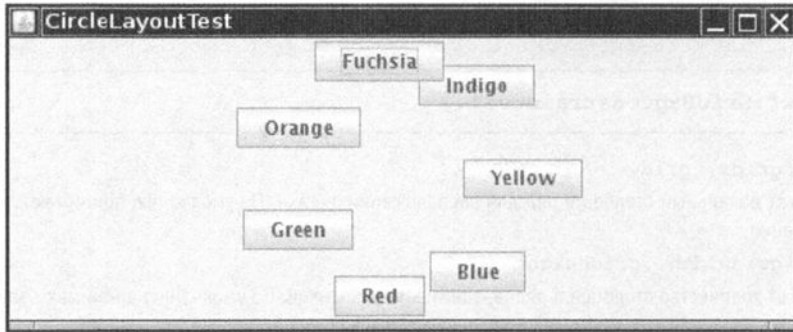 CircleLayoutTest
Fuchsia
Indigo
Orange
Yellow
Green
Blue
Red